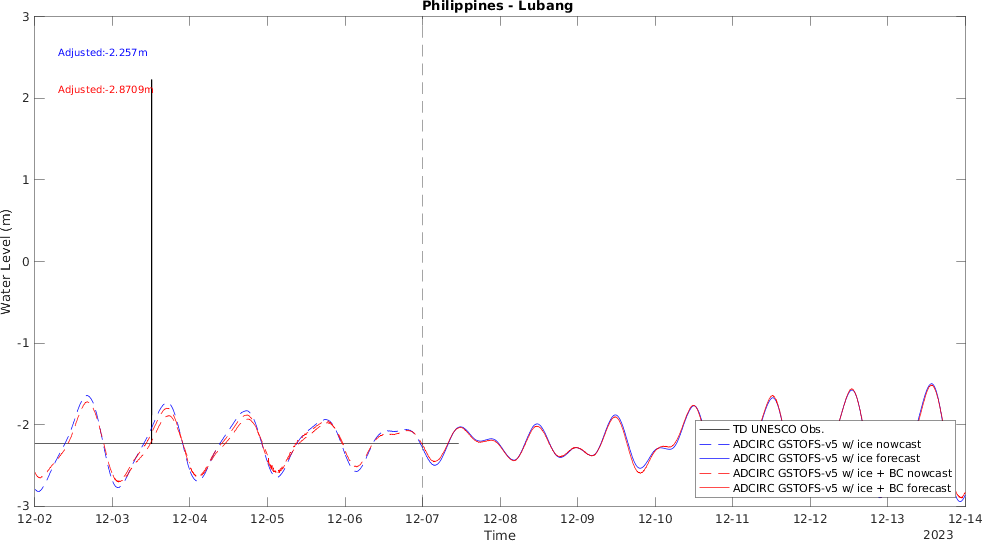 Philippines - Lubang
Adjusted:-2.257m
Adjusted:-2.8709m
Water Level (m)
3
2
1
0
-1
-2
-3
TD UNESCO Obs.
ADCIRC GSTOFS-v5 w/ ice nowcast
ADCIRC GSTOFS-v5 w/ ice forecast
ADCIRC GSTOFS-v5 w/ ice + BC nowcast
ADCIRC GSTOFS-v5 w/ ice + BC forecast
12-02 12-03 12-04 12-05 12-06 12-07 12-08 12-09 12-10 12-11 12-12 12-13 12-14
Time
2023